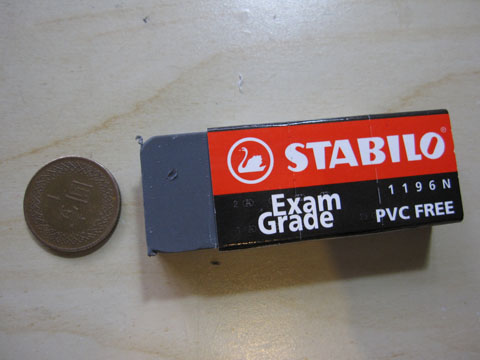 STABILO®
1196N
Exam
Grade
PVC FREE